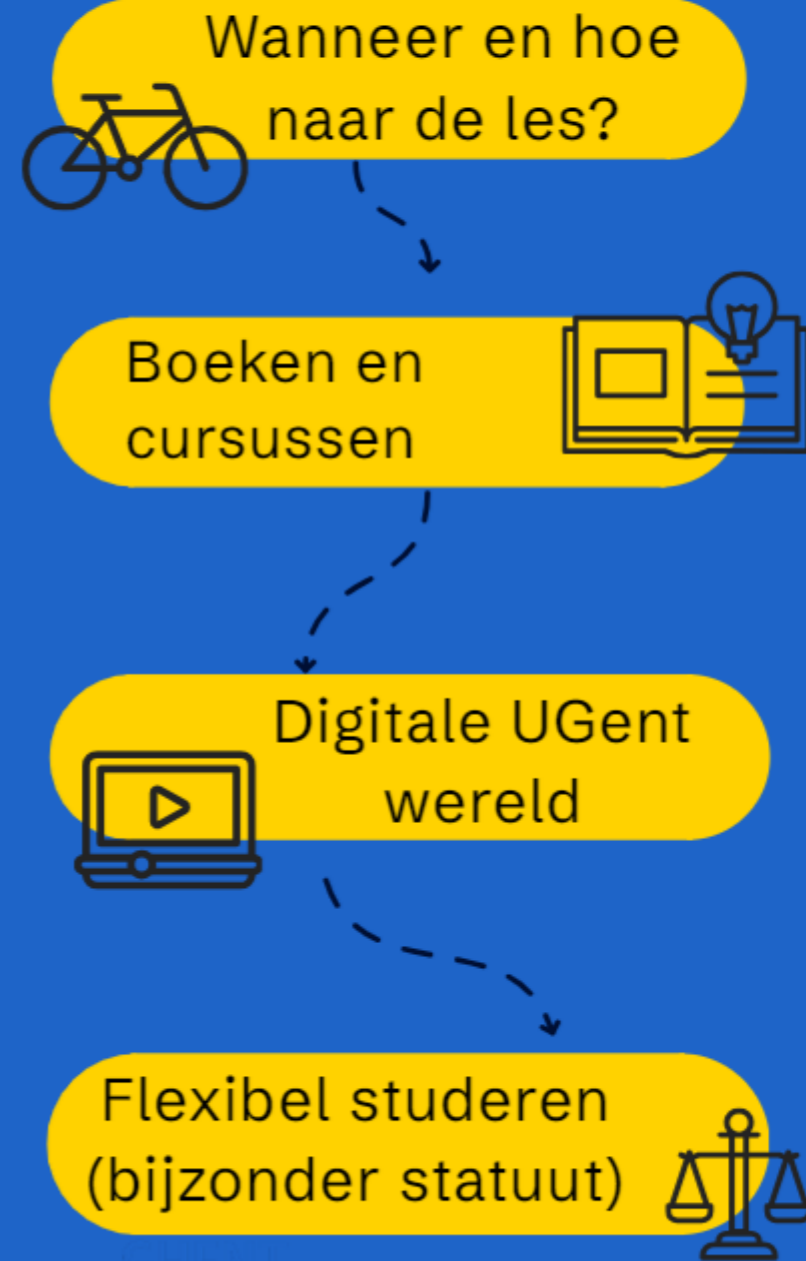 Wanneer en hoe
naar de les?
Boeken en
cursussen
Digitale UGent
wereld
Flexibel studeren
(bijzonder statuut)